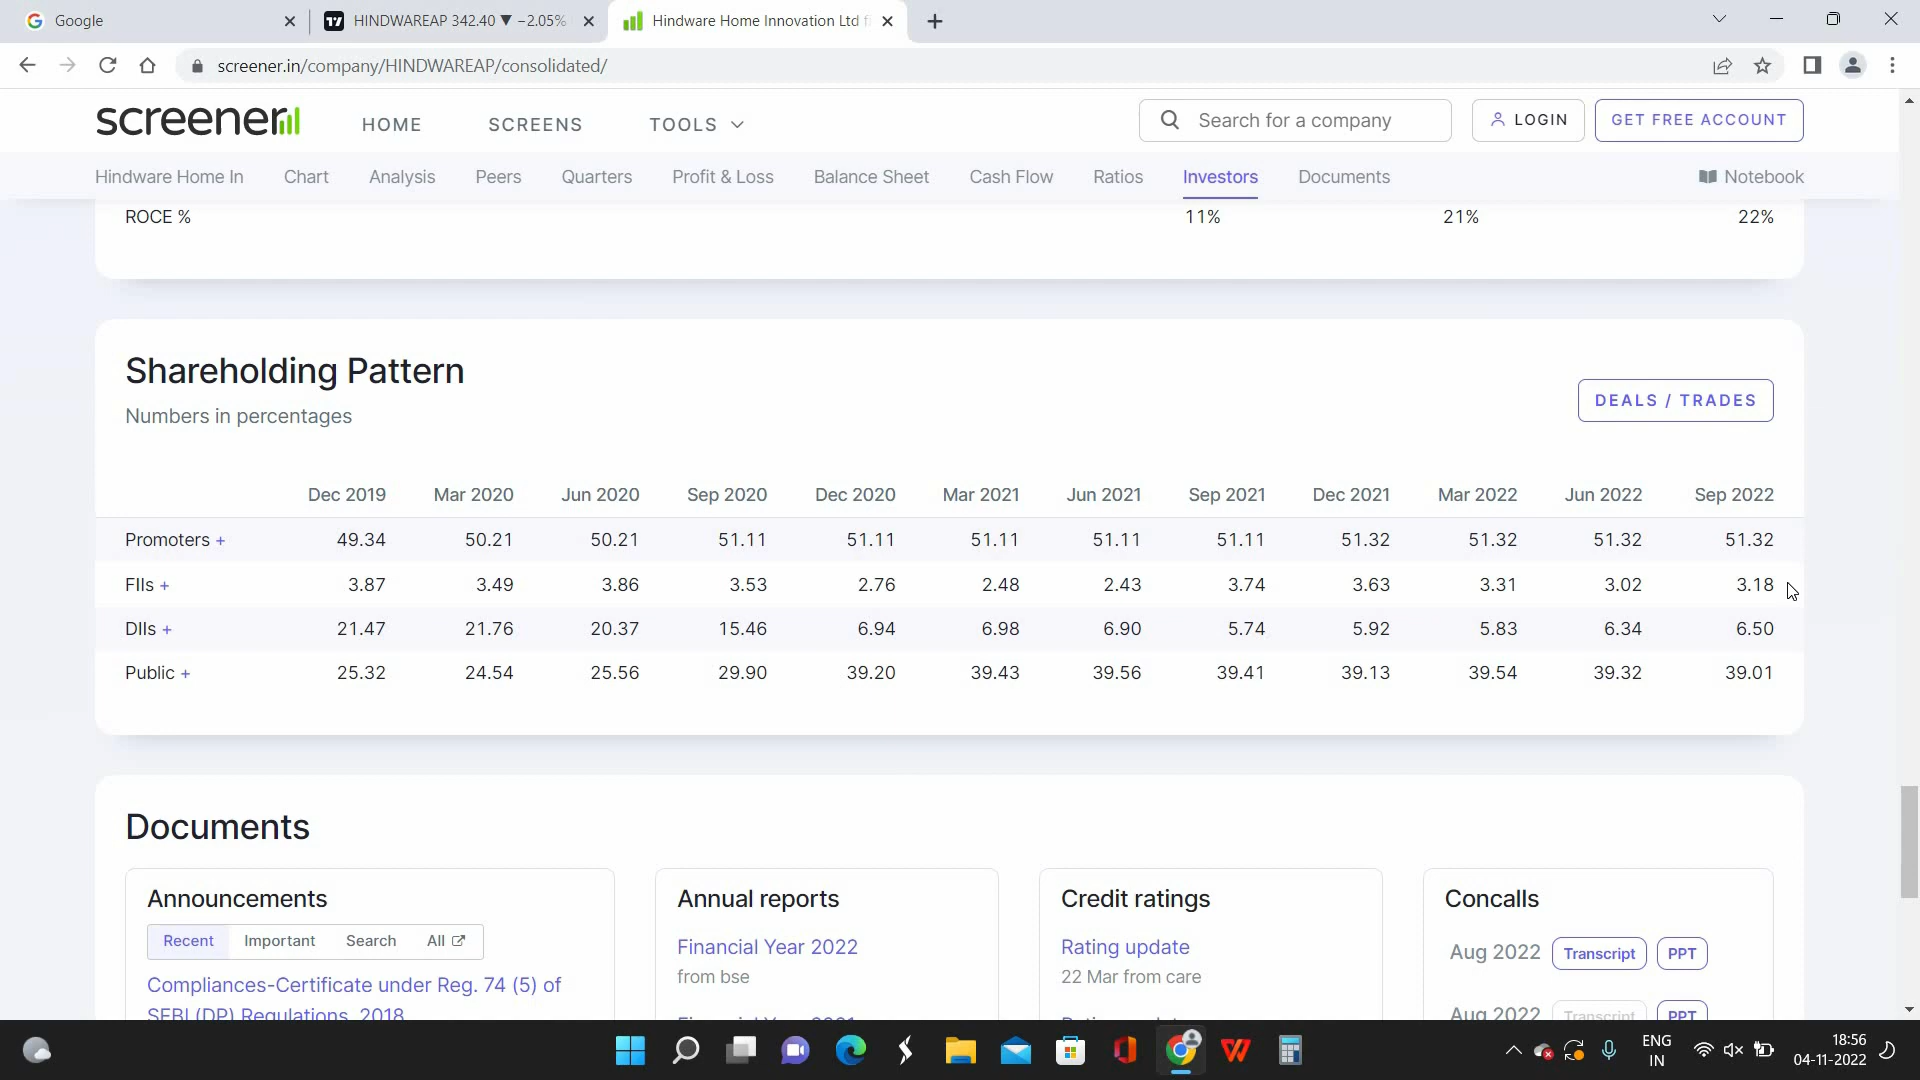 Google
HINDWAREAP 342.40 ▼ −2.05%
Hindware Home Innovation Ltd fi
screener.in/company/HINDWAREAP/consolidated/
screener
HOME SCREENS TOOLS
Search for a company
LOGIN
GET FREE ACCOUNT
Hindware Home In Chart Analysis Peers Quarters Profit & Loss Balance Sheet Cash Flow Ratios Investors Documents Notebook
ROCE % 11% 21% 22%
Shareholding Pattern
Numbers in percentages
DEALS / TRADES
Dec 2019 Mar 2020 Jun 2020 Sep 2020 Dec 2020 Mar 2021 Jun 2021 Sep 2021 Dec 2021 Mar 2022 Jun 2022 Sep 2022
Promoters + 49.34 50.21 50.21 51.11 51.11 51.11 51.11 51.11 51.32 51.32 51.32 51.32
FIIs + 3.87 3.49 3.86 3.53 2.76 2.48 2.43 3.74 3.63 3.31 3.02 3.18
DIIs + 21.47 21.76 20.37 15.46 6.94 6.98 6.90 5.74 5.92 5.83 6.34 6.50
Public + 25.32 24.54 25.56 29.90 39.20 39.43 39.56 39.41 39.13 39.54 39.32 39.01
Documents
Announcements
Recent Important Search All
Compliances-Certificate under Reg. 74 (5) of
SEBI (DP) Regulations, 2018
Annual reports
Financial Year 2022
from bse
Financial Year 2021
Credit ratings
Rating update
22 Mar from care
Rating update
Concalls
Aug 2022 Transcript PPT
Aug 2022 Transcript PPT
ENG
IN
18:56
04-11-2022